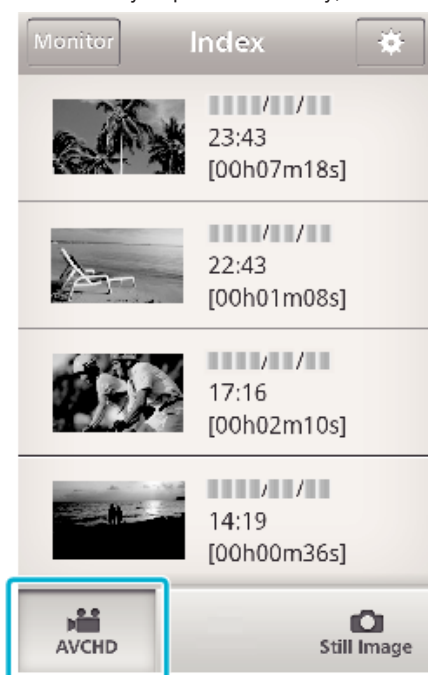 Monitor Index
23:43
[00h07m18s]
22:43
[00h01m08s]
17:16
[00h02m10s]
14:19
[00h00m36s]
AVCHD Still Image